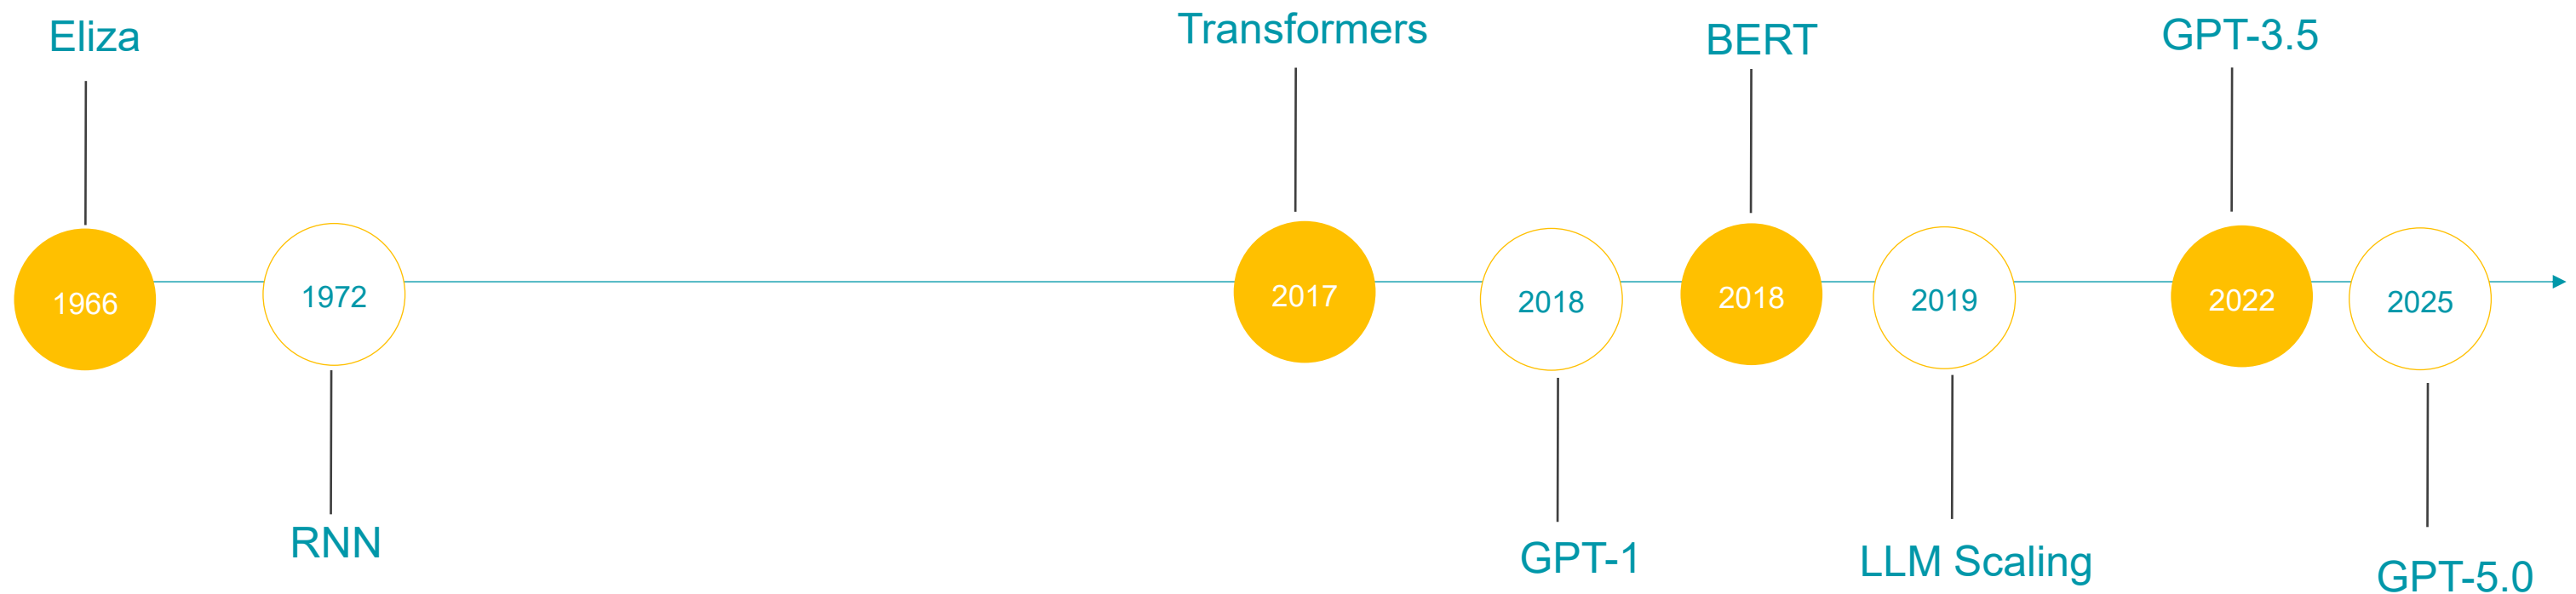 Eliza
Transformers
BERT
GPT-3.5
1966
1972
2017
2018
2018
2019
2022
2025
RNN
GPT-1
LLM Scaling
GPT-5.0